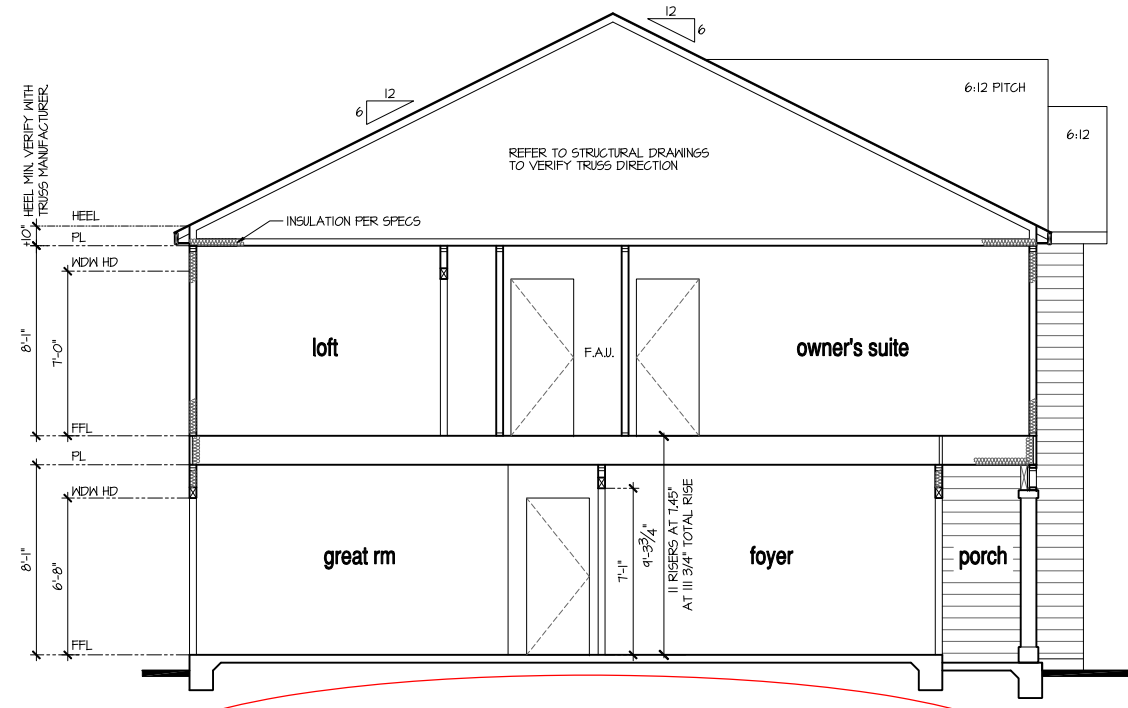 12
6
12
6
6:12 PITCH
6:12
REFER TO STRUCTURAL DRAWINGS
TO VERIFY TRUSS DIRECTION
±10" HEEL MIN. VERIFY WITH
TRUSS MANUFACTURER.
HEEL
INSULATION PER SPECS
PL
WDW HD
8'-1"
7'-0"
loft
F.A.U.
owner's suite
FFL
PL
WDW HD
8'-1"
6'-8"
great rm
7'-1"
9'-3 3/4"
11 RISERS AT 7.45"
AT 111 3/4" TOTAL RISE
foyer
porch
FFL